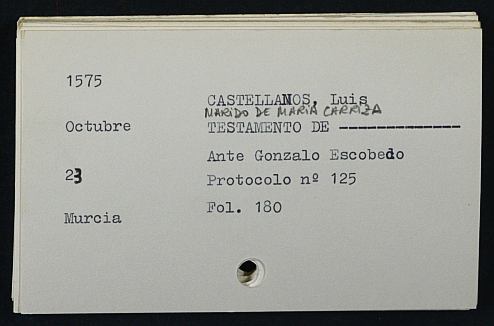 1575
CASTELLANOS, Luis
MARIDO DE MARIA CARRIZA
Octubre
TESTAMENTO DE -------------
Ante Gonzalo Escobedo
23
Protocolo nº 125
Fol. 180
Murcia